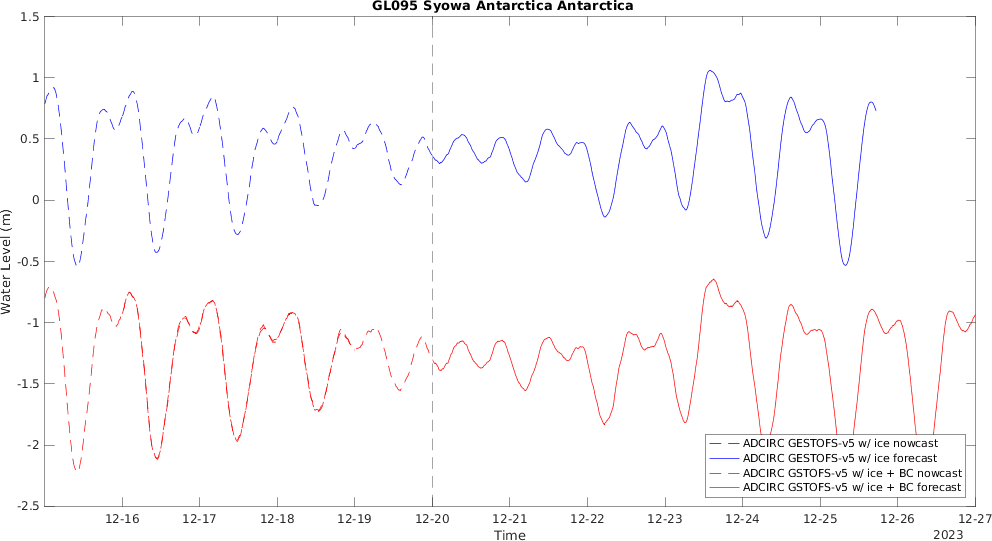 GL095 Syowa Antarctica Antarctica
1.5
1
0.5
0
-0.5
-1
-1.5
-2
-2.5
Water Level (m)
ADCIRC GESTOFS-v5 w/ ice nowcast
ADCIRC GESTOFS-v5 w/ ice forecast
ADCIRC GSTOFS-v5 w/ ice + BC nowcast
ADCIRC GSTOFS-v5 w/ ice + BC forecast
12-16 12-17 12-18 12-19 12-20 12-21 12-22 12-23 12-24 12-25 12-26 12-27
Time
2023